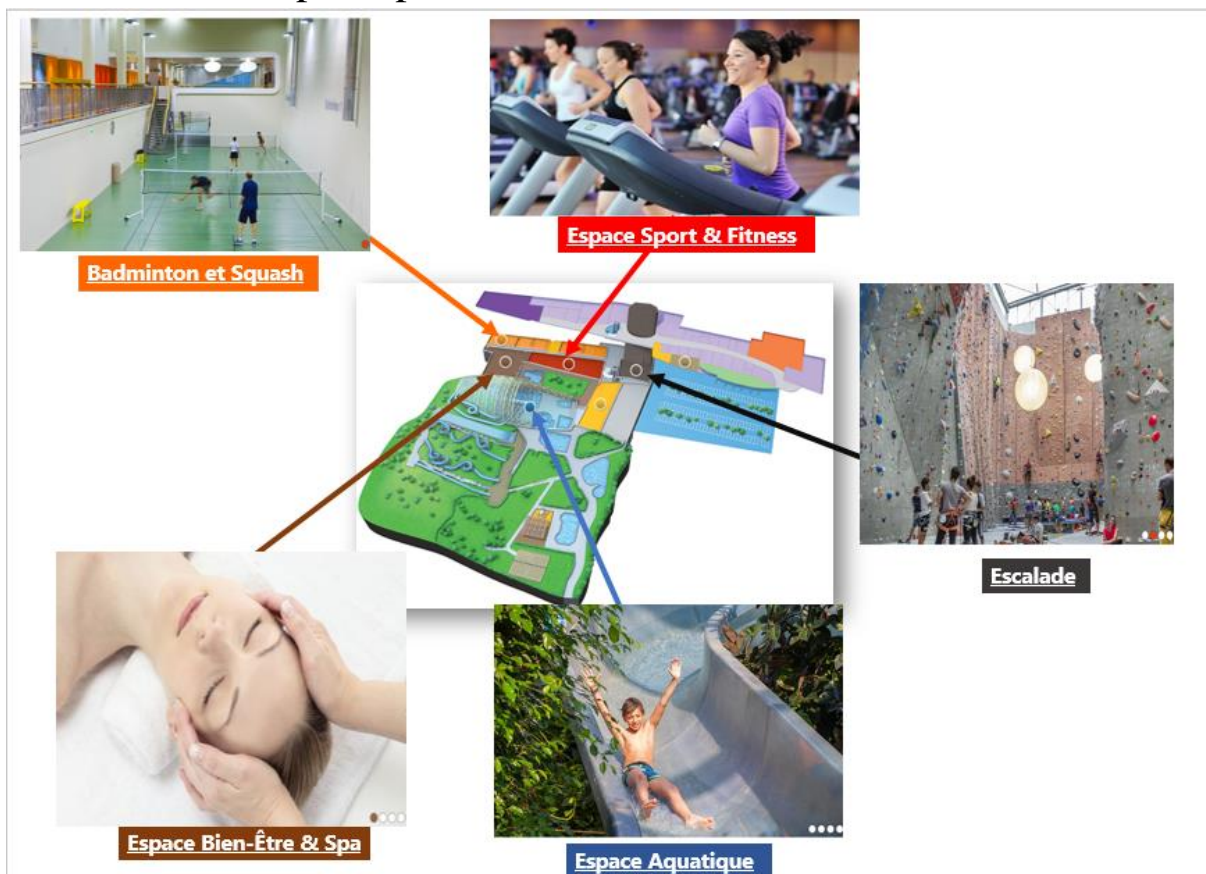 Badminton et Squash
Espace Sport & Fitness
Escalade
Espace Bien-Être & Spa
Espace Aquatique